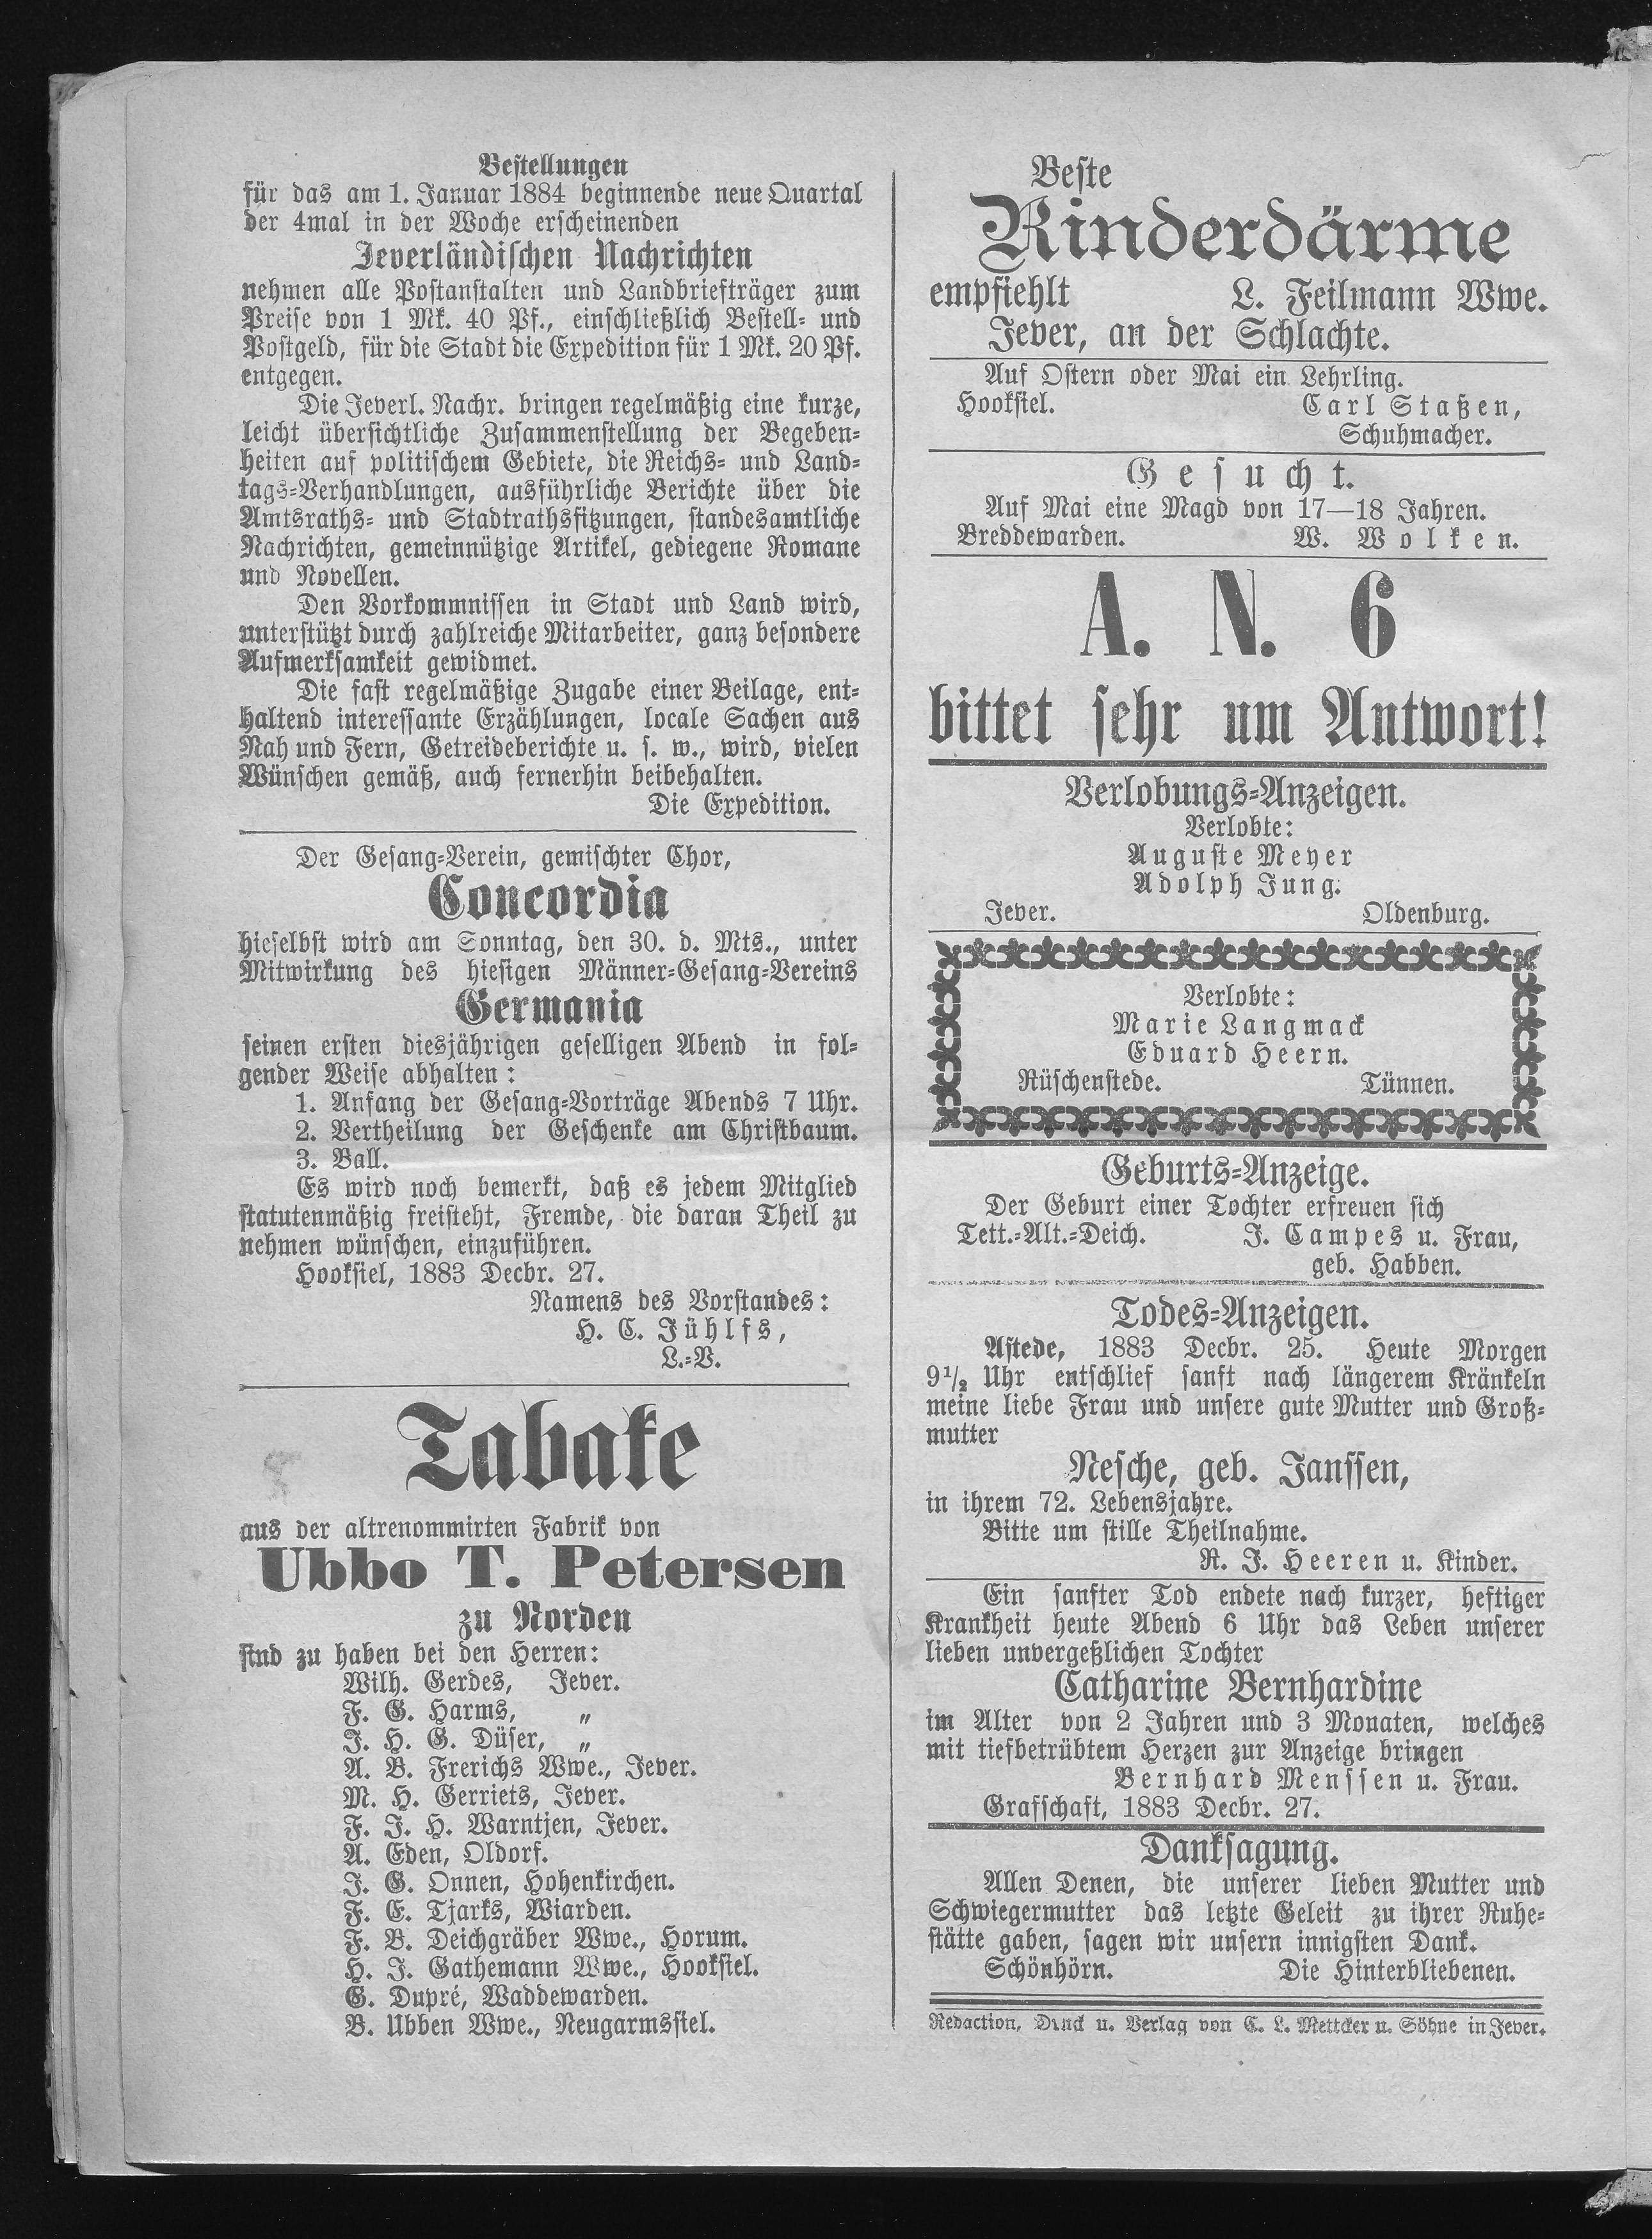 Bestellungen
für das am 1. Januar 1884 beginnende neue Quartal
der 4mal in der Woche erscheinenden
Jeverländischen Nachrichten
nehmen alle Postanstalten und Landbriefträger zum
Preise von 1 Mk. 40 Pf., einschließlich Bestell- und
Postgeld, für die Stadt die Expedition für 1 Mk. 20 Pf.
entgegen.
Die Jeverl. Nachr. bringen regelmäßig eine kurze,
leicht übersichtliche Zusammenstellung der Begeben-
heiten auf politischem Gebiete, die Reichs- und Land-
tags-Verhandlungen, ausführliche Berichte über die
Amtsraths- und Stadtrathssitzungen, standesamtliche
Nachrichten, gemeinnützige Artikel, gediegene Romane
und Novellen.
Den Vorkommnissen in Stadt und Land wird,
unterstützt durch zahlreiche Mitarbeiter, ganz besondere
Aufmerksamkeit gewidmet.
Die fast regelmäßige Zugabe einer Beilage, ent-
haltend interessante Erzählungen, locale Sachen aus
Nah und Fern, Getreideberichte u. s. w., wird, vielen
Wünschen gemäß, auch fernerhin beibehalten.
Die Expedition.
Der Gesang-Verein, gemischter Chor,
Concordia
hieselbst wird am Sonntag, den 30. d. Mts., unter
Mitwirkung des hiesigen Männer-Gesang-Vereins
Germania
seinen ersten diesjährigen geselligen Abend in fol-
gender Weise abhalten:
1. Anfang der Gesang-Vorträge Abends 7 Uhr.
2. Vertheilung der Geschenke am Christbaum.
3. Ball.
Es wird noch bemerkt, daß es jedem Mitglied
statutenmäßig freisteht, Fremde, die daran Theil zu
nehmen wünschen, einzuführen.
Hooksiel, 1883 Decbr. 27.
Namens des Vorstandes:
H. C. Jühlfs,
L.-V.
Tabake
aus der altrenommirten Fabrik von
Ubbo T. Petersen
zu Norden
sind zu haben bei den Herren:
Wilh. Gerdes, Jever.
F. G. Harms, „
J. H. G. Düser, „
A. B. Frerichs Wwe., Jever.
M. H. Gerriets, Jever.
F. J. H. Warntjen, Jever.
A. Eden, Oldorf.
J. G. Onnen, Hohenkirchen.
F. E. Tjarks, Wiarden.
F. B. Deichgräber Wwe., Horum.
H. J. Gathemann Wwe., Hooksiel.
G. Dupré, Waddewarden.
B. Ubben Wwe., Neugarmssiel.
Beste
Rinderdärme
empfiehlt L. Feilmann Wwe.
Jever, an der Schlachte.
Auf Ostern oder Mai ein Lehrling.
Hooksiel. Carl Staßen,
Schuhmacher.
Gesucht.
Auf Mai eine Magd von 17—18 Jahren.
Breddewarden. W. Wolken.
A. N. 6
bittet sehr um Antwort!
Verlobungs-Anzeigen.
Verlobte:
Auguste Meyer
Adolph Jung.
Jever. Oldenburg.
Verlobte:
Marie Langmack
Eduard Heern.
Rüschenstede. Tünnen.
Geburts-Anzeige.
Der Geburt einer Tochter erfreuen sich
Tett.-Alt.-Deich. J. Campes u. Frau,
geb. Habben.
Todes-Anzeigen.
Astede, 1883 Decbr. 25. Heute Morgen
9½ Uhr entschlief sanft nach längerem Kränkeln
meine liebe Frau und unsere gute Mutter und Groß-
mutter
Nesche, geb. Janssen,
in ihrem 72. Lebensjahre.
Bitte um stille Theilnahme.
R. J. Heeren u. Kinder.
Ein sanfter Tod endete nach kurzer, heftiger
Krankheit heute Abend 6 Uhr das Leben unserer
lieben unvergeßlichen Tochter
Catharine Bernhardine
im Alter von 2 Jahren und 3 Monaten, welches
mit tiefbetrübtem Herzen zur Anzeige bringen
Bernhard Menssen u. Frau.
Grafschaft, 1883 Decbr. 27.
Danksagung.
Allen Denen, die unserer lieben Mutter und
Schwiegermutter das letzte Geleit zu ihrer Ruhe-
stätte gaben, sagen wir unsern innigsten Dank.
Schönhörn. Die Hinterbliebenen.
Redaction, Druck u. Verlag von C. L. Mettcker u. Söhne in Jever.